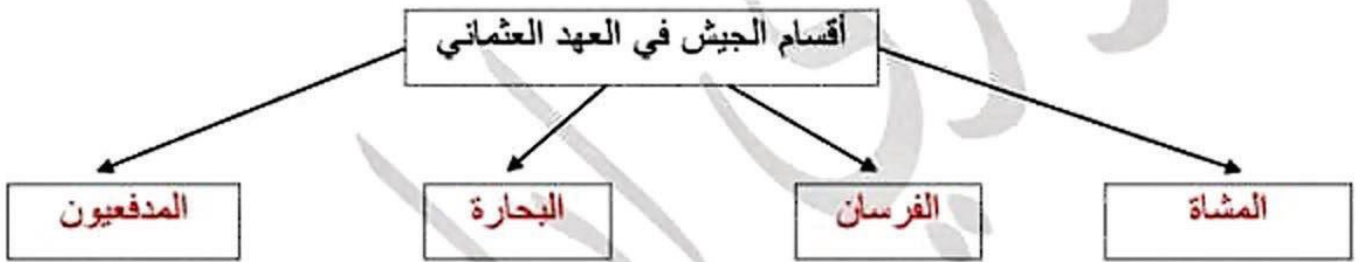 أقسام الجيش في العهد العثماني
المشاة
الفرسان
البحارة
المدفعيون